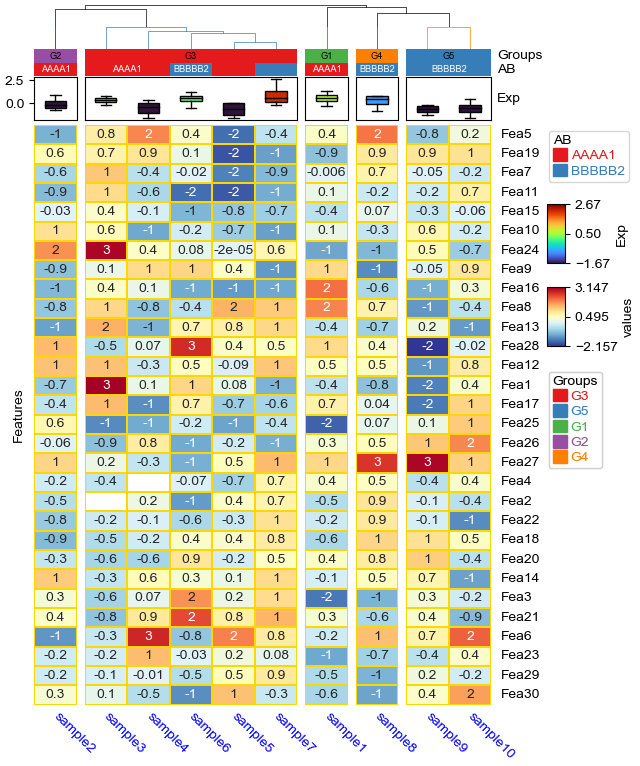 G2 G3 G1 G4 G5 Groups
AAAA1 AAAA1 BBBBB2 AAAA1 BBBBB2 BBBBB2 AB
2.5
0.0
Exp
-1 0.8 2 0.4 -2 -0.4 0.4 2 -0.8 0.2 Fea5
0.6 0.7 0.9 0.1 -2 -1 -0.9 0.9 0.9 1 Fea19
-0.6 1 -0.4 -0.02 -2 -0.9 -0.006 0.7 -0.05 -0.2 Fea7
-0.9 1 -0.6 -2 -2 -1 0.1 -0.2 -0.2 0.7 Fea11
-0.03 0.4 -0.1 -1 -0.8 -0.7 -0.4 0.07 -0.3 -0.06 Fea15
1 0.6 -1 -0.2 -0.7 -1 0.1 -0.3 0.6 -0.2 Fea10
2 3 0.4 0.08 -2e-05 0.6 -1 -1 0.5 -0.7 Fea24
-0.9 0.1 1 1 0.4 -1 1 -1 -0.05 0.9 Fea9
-1 0.4 0.1 -1 -1 -1 2 -0.6 -1 0.3 Fea16
-0.8 1 -0.8 -0.4 2 1 2 0.7 -1 -0.4 Fea8
-1 2 -1 0.7 0.8 1 -0.4 -0.7 0.2 -1 Fea13
1 -0.5 0.07 3 0.4 0.5 1 0.4 -2 -0.02 Fea28
1 1 -0.3 0.5 -0.09 1 0.5 0.5 -1 0.8 Fea12
-0.7 3 0.1 1 0.08 -1 -0.4 -0.8 -2 0.4 Fea1
-0.4 1 -1 0.7 -0.7 -0.6 0.7 0.04 -2 1 Fea17
0.6 -1 -1 -0.2 -1 -0.4 -2 0.07 0.1 1 Fea25
-0.06 -0.9 0.8 -1 -0.2 -1 0.3 0.5 1 2 Fea26
1 0.2 -0.3 -1 0.5 1 1 3 3 1 Fea27
-0.2 -0.4 -0.07 -0.7 0.7 0.4 0.5 -0.4 0.4 Fea4
-0.5 0.2 -1 0.4 0.7 -0.5 0.9 -0.1 -0.4 Fea2
-0.8 -0.2 -0.1 -0.6 -0.3 1 -0.2 0.9 -0.1 -1 Fea22
-0.9 -0.5 -0.2 0.4 0.4 0.8 -0.6 1 1 0.5 Fea18
-0.3 -0.6 -0.6 0.9 -0.2 0.5 0.4 0.8 1 -0.4 Fea20
1 -0.3 0.6 0.3 0.1 1 -0.1 0.5 0.7 -1 Fea14
0.3 -0.6 0.07 2 0.2 1 -2 -1 0.3 -0.2 Fea3
0.4 -0.8 0.9 2 0.8 1 0.3 -0.6 0.4 -0.9 Fea21
-1 -0.3 3 -0.8 2 0.8 -0.2 1 0.7 2 Fea6
-0.2 -0.2 1 -0.03 0.2 0.08 -1 -0.7 -0.4 0.4 Fea23
-0.2 -0.1 -0.01 -0.5 0.5 0.9 -0.5 -1 0.2 -0.2 Fea29
0.3 0.1 -0.5 -1 1 -0.3 -0.6 -1 0.4 2 Fea30
Features
sample2 sample3 sample4 sample6 sample5 sample7 sample1 sample8 sample9 sample10
AB
AAAA1
BBBBB2
2.67
0.50
−1.67
Exp
3.147
0.495
−2.157
values
Groups
G3
G5
G1
G2
G4